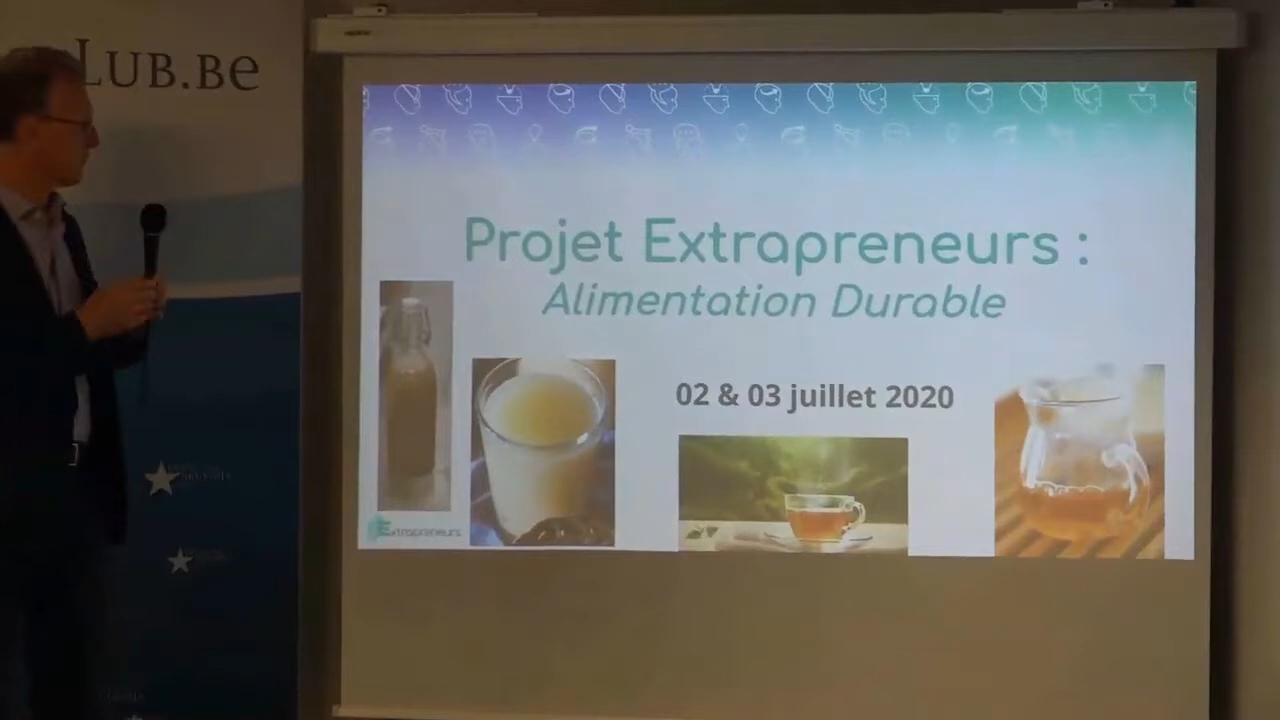 Lub.be
Projet Extrapreneurs :
Alimentation Durable
02 & 03 juillet 2020
Extrapreneurs